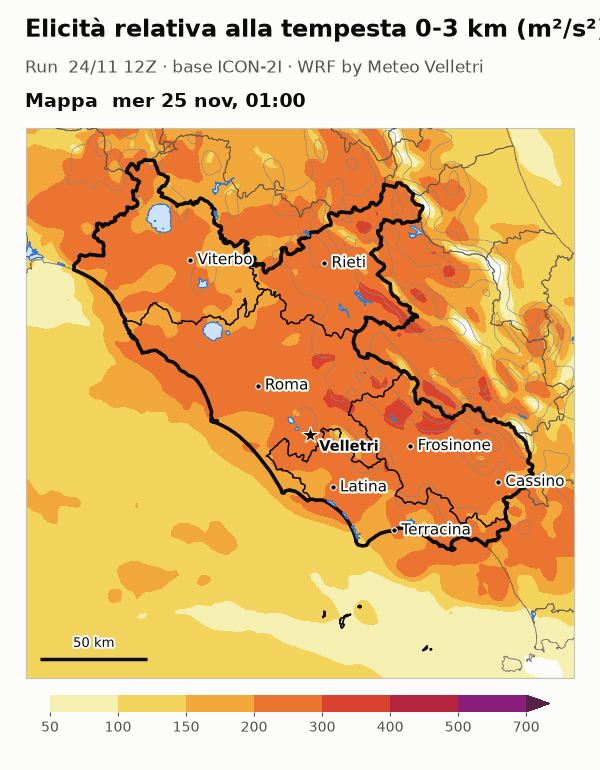 Elicità relativa alla tempesta 0-3 km (m²/s²)
Run  24/11 12Z · base ICON-2I · WRF by Meteo Velletri
Mappa  mer 25 nov, 01:00
Viterbo
Rieti
Roma
Velletri
Frosinone
Latina
Cassino
Terracina
50 km
50 100 150 200 300 400 500 700